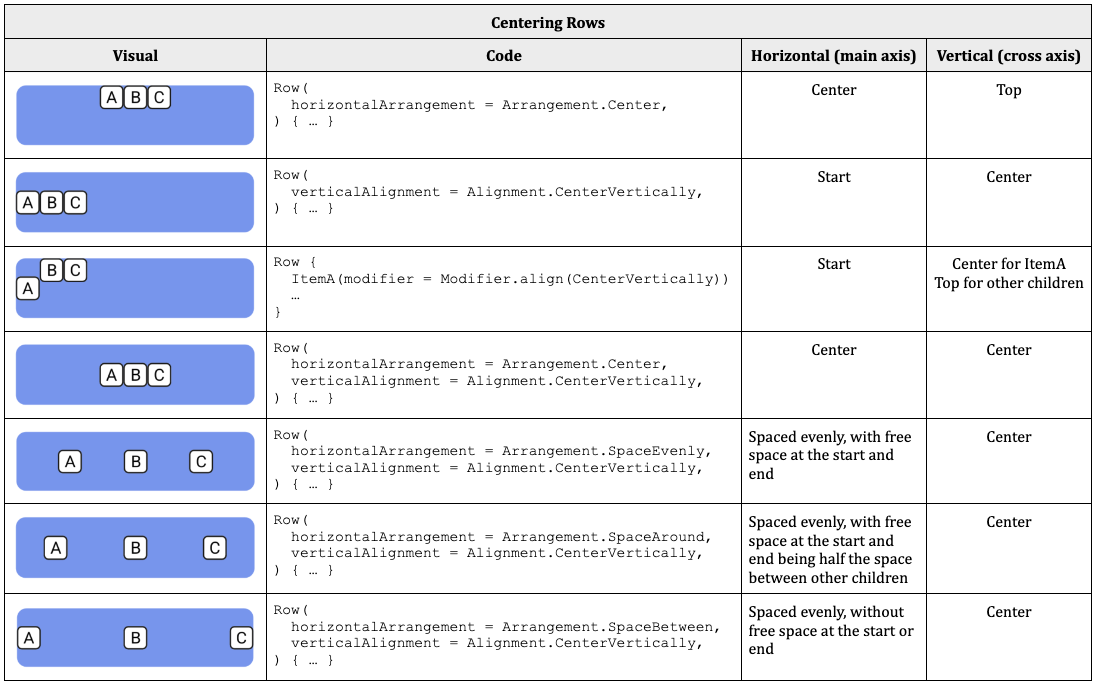 Centering Rows
Visual
Code
Horizontal (main axis)
Vertical (cross axis)
A B C
Row(
horizontalArrangement = Arrangement.Center,
) { … }
Center
Top
A B C
Row(
verticalAlignment = Alignment.CenterVertically,
) { … }
Start
Center
B C
A
Row {
ItemA(modifier = Modifier.align(CenterVertically))
…
}
Start
Center for ItemA
Top for other children
A B C
Row(
horizontalArrangement = Arrangement.Center,
verticalAlignment = Alignment.CenterVertically,
) { … }
Center
Center
A B C
Row(
horizontalArrangement = Arrangement.SpaceEvenly,
verticalAlignment = Alignment.CenterVertically,
) { … }
Spaced evenly, with free
space at the start and
end
Center
A B C
Row(
horizontalArrangement = Arrangement.SpaceAround,
verticalAlignment = Alignment.CenterVertically,
) { … }
Spaced evenly, with free
space at the start and
end being half the space
between other children
Center
A B C
Row(
horizontalArrangement = Arrangement.SpaceBetween,
verticalAlignment = Alignment.CenterVertically,
) { … }
Spaced evenly, without
free space at the start or
end
Center